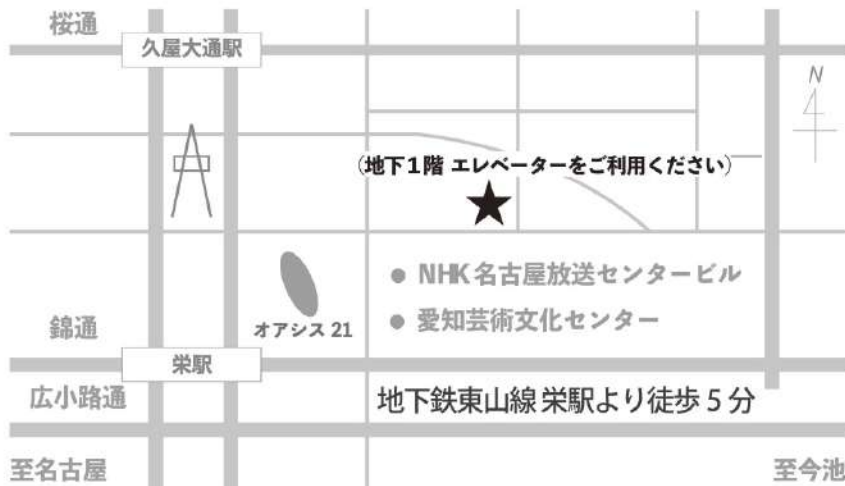 桜通
久屋大通駅
N
(地下1階 エレベーターをご利用ください)
● NHK名古屋放送センタービル
● 愛知芸術文化センター
オアシス21
錦通
栄駅
広小路通
地下鉄東山線 栄駅より徒歩5分
至名古屋
至今池